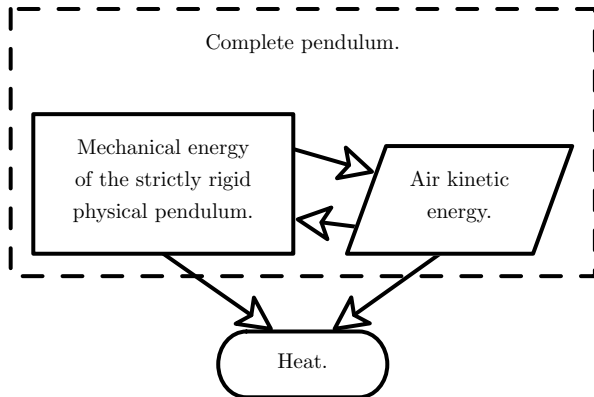 Complete pendulum.
Mechanical energy
of the strictly rigid
physical pendulum.
Air kinetic
energy.
Heat.